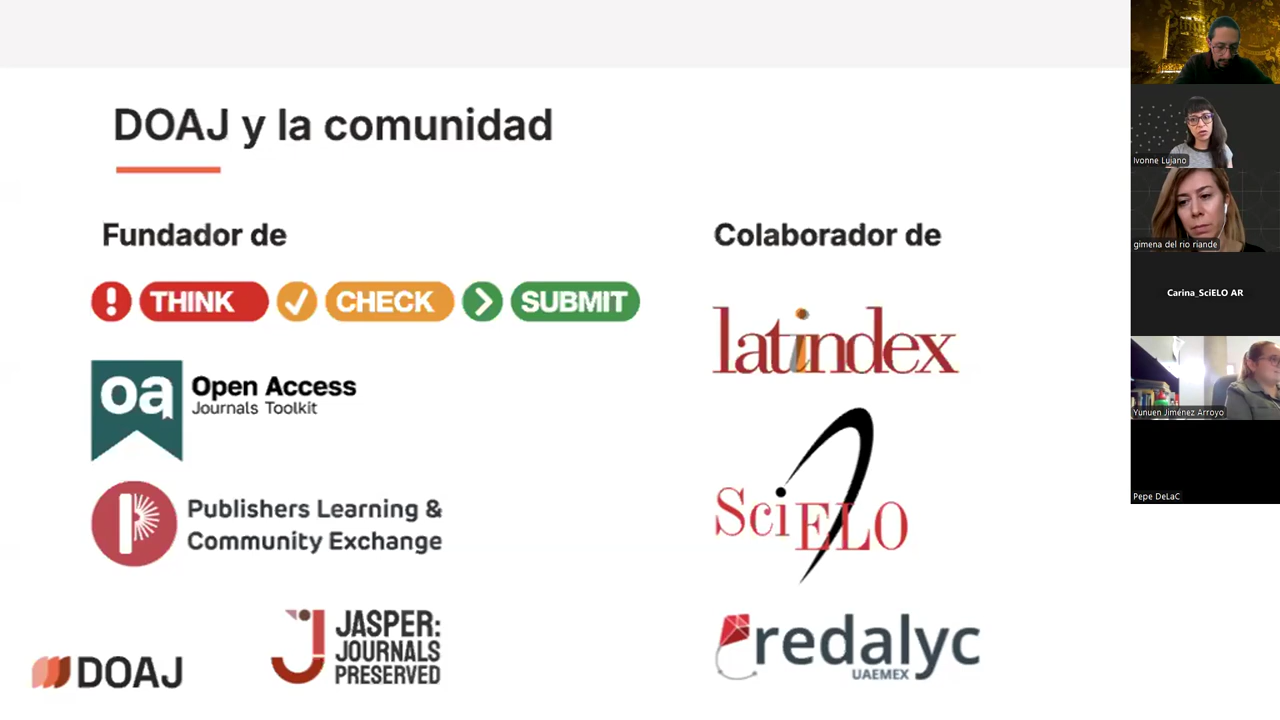 DOAJ y la comunidad
Fundador de
! THINK CHECK SUBMIT
oa
Open Access
Journals Toolkit
Publishers Learning &
Community Exchange
JASPER:
JOURNALS
PRESERVED
DOAJ
Colaborador de
latindex
SciELO
redalyc
UAEMEX
Ivonne Lujano
gimena del rio riande
Carina_SciELO AR
Yunuen Jiménez Arroyo
Pepe DeLaC